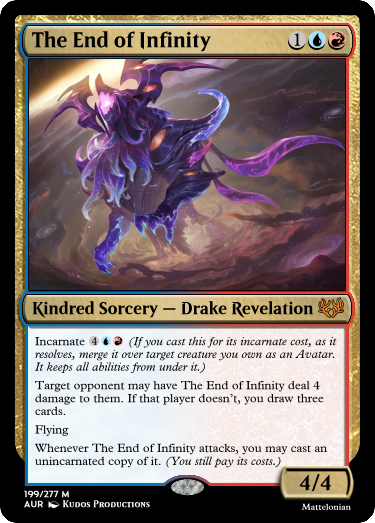 The End of Infinity 1
Kindred Sorcery — Drake Revelation
Incarnate 4 (If you cast this for its incarnate cost, as it
resolves, merge it over target creature you own as an Avatar.
It keeps all abilities from under it.)
Target opponent may have The End of Infinity deal 4
damage to them. If that player doesn't, you draw three
cards.
Flying
Whenever The End of Infinity attacks, you may cast an
unincarnated copy of it. (You still pay its costs.)
4/4
199/277 M
AUR Kudos Productions
Mattelonian